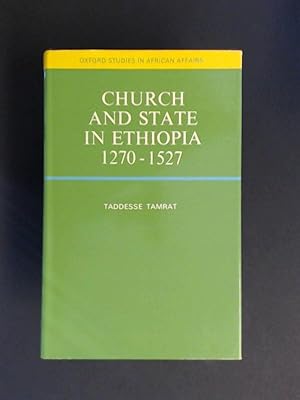 OXFORD STUDIES IN AFRICAN AFFAIRS
CHURCH
AND STATE
IN ETHIOPIA
1270-1527
TADDESSE TAMRAT